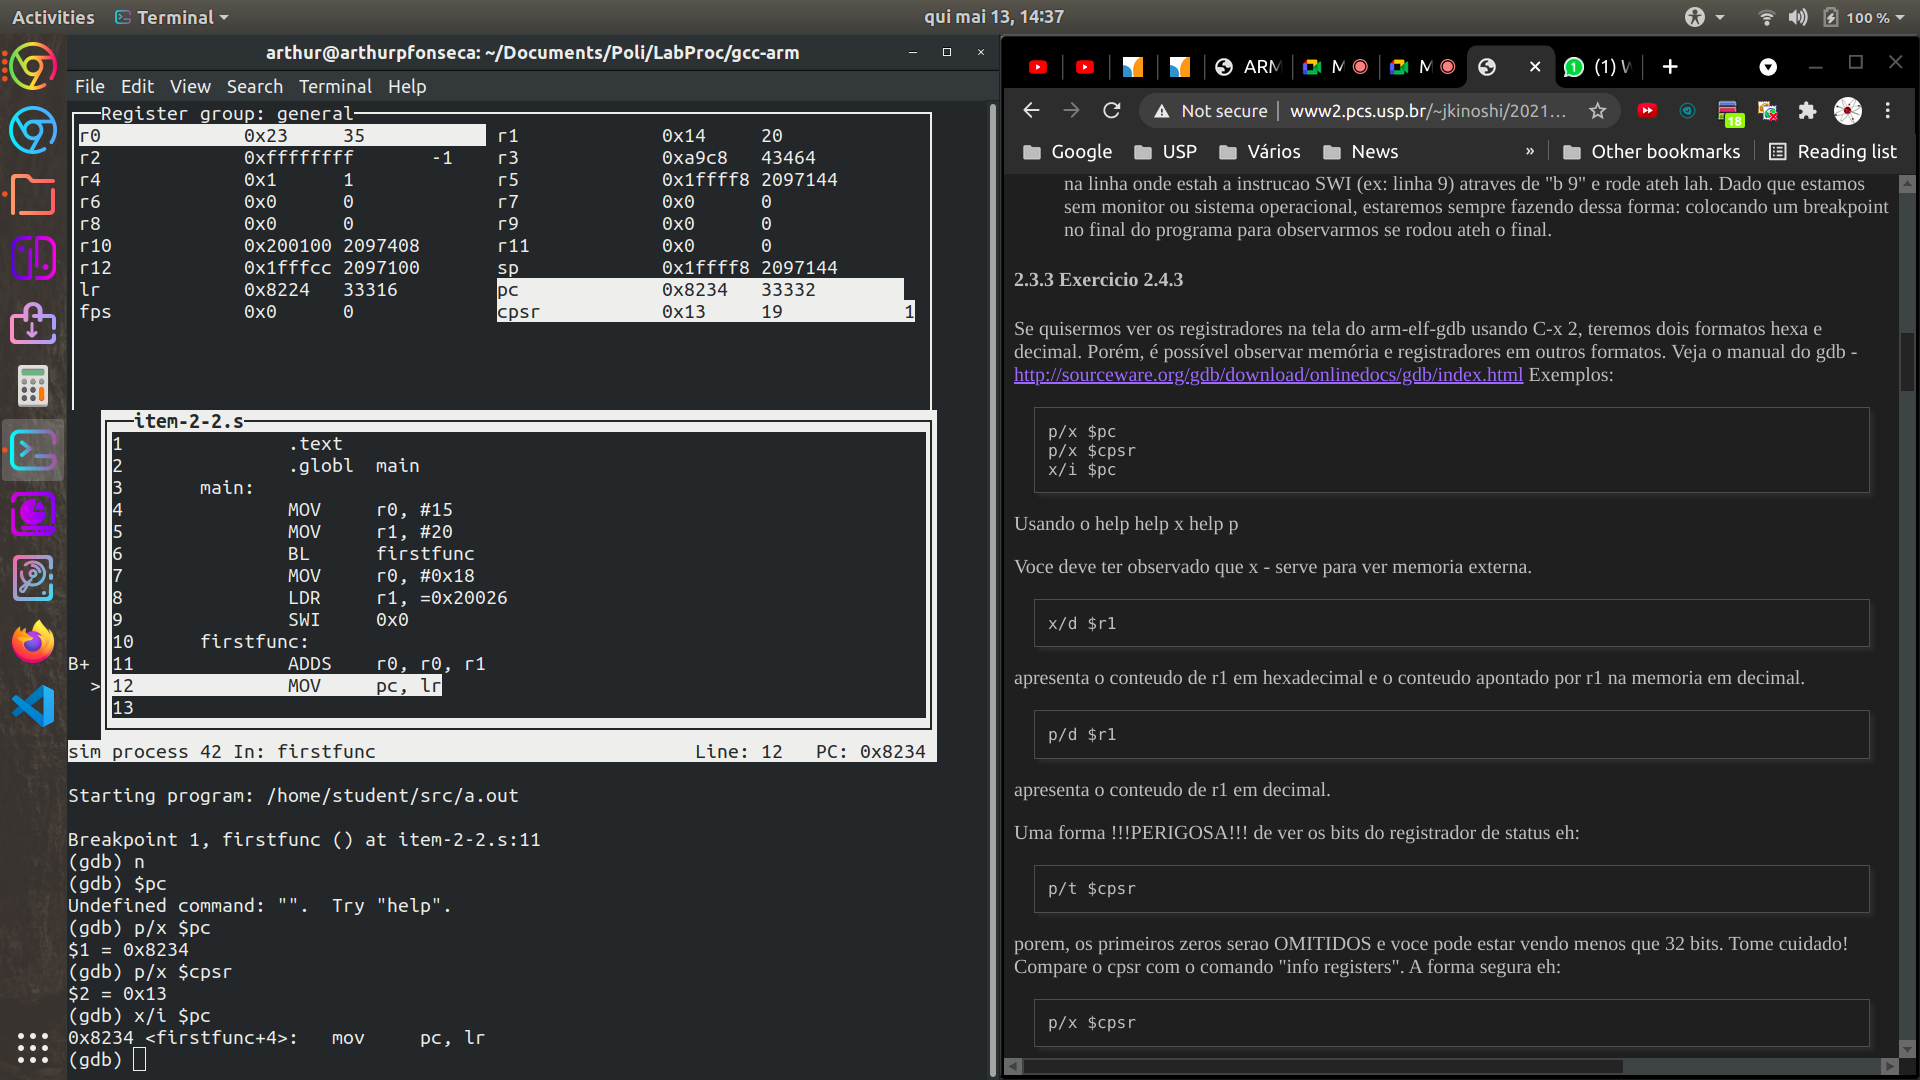 Activities
Terminal
qui mai 13, 14:37
100 %
arthur@arthurpfonseca: ~/Documents/Poli/LabProc/gcc-arm
File Edit View Search Terminal Help
Register group: general
r0 0x23 35 r1 0x14 20
r2 0xffffffff -1 r3 0xa9c8 43464
r4 0x1 1 r5 0x1ffff8 2097144
r6 0x0 0 r7 0x0 0
r8 0x0 0 r9 0x0 0
r10 0x200100 2097408 r11 0x0 0
r12 0x1fffcc 2097100 sp 0x1ffff8 2097144
lr 0x8224 33316 pc 0x8234 33332
fps 0x0 0 cpsr 0x13 19 1
item-2-2.s
1 .text
2 .globl main
3 main:
4 MOV r0, #15
5 MOV r1, #20
6 BL firstfunc
7 MOV r0, #0x18
8 LDR r1, =0x20026
9 SWI 0x0
10 firstfunc:
B+ 11 ADDS r0, r0, r1
> 12 MOV pc, lr
13
sim process 42 In: firstfunc Line: 12 PC: 0x8234
Starting program: /home/student/src/a.out
Breakpoint 1, firstfunc () at item-2-2.s:11
(gdb) n
(gdb) $pc
Undefined command: "". Try "help".
(gdb) p/x $pc
$1 = 0x8234
(gdb) p/x $cpsr
$2 = 0x13
(gdb) x/i $pc
0x8234 <firstfunc+4>: mov pc, lr
(gdb)
ARM M M (1) W
Not secure | www2.pcs.usp.br/~jkinoshi/2021...
18
Google USP Vários News » Other bookmarks Reading list
na linha onde estah a instrucao SWI (ex: linha 9) atraves de "b 9" e rode ateh lah. Dado que estamos
sem monitor ou sistema operacional, estaremos sempre fazendo dessa forma: colocando um breakpoint
no final do programa para observarmos se rodou ateh o final.
2.3.3 Exercicio 2.4.3
Se quisermos ver os registradores na tela do arm-elf-gdb usando C-x 2, teremos dois formatos hexa e
decimal. Porém, é possível observar memória e registradores em outros formatos. Veja o manual do gdb -
http://sourceware.org/gdb/download/onlinedocs/gdb/index.html Exemplos:
p/x $pc
p/x $cpsr
x/i $pc
Usando o help help x help p
Voce deve ter observado que x - serve para ver memoria externa.
x/d $r1
apresenta o conteudo de r1 em hexadecimal e o conteudo apontado por r1 na memoria em decimal.
p/d $r1
apresenta o conteudo de r1 em decimal.
Uma forma !!!PERIGOSA!!! de ver os bits do registrador de status eh:
p/t $cpsr
porem, os primeiros zeros serao OMITIDOS e voce pode estar vendo menos que 32 bits. Tome cuidado!
Compare o cpsr com o comando "info registers". A forma segura eh:
p/x $cpsr